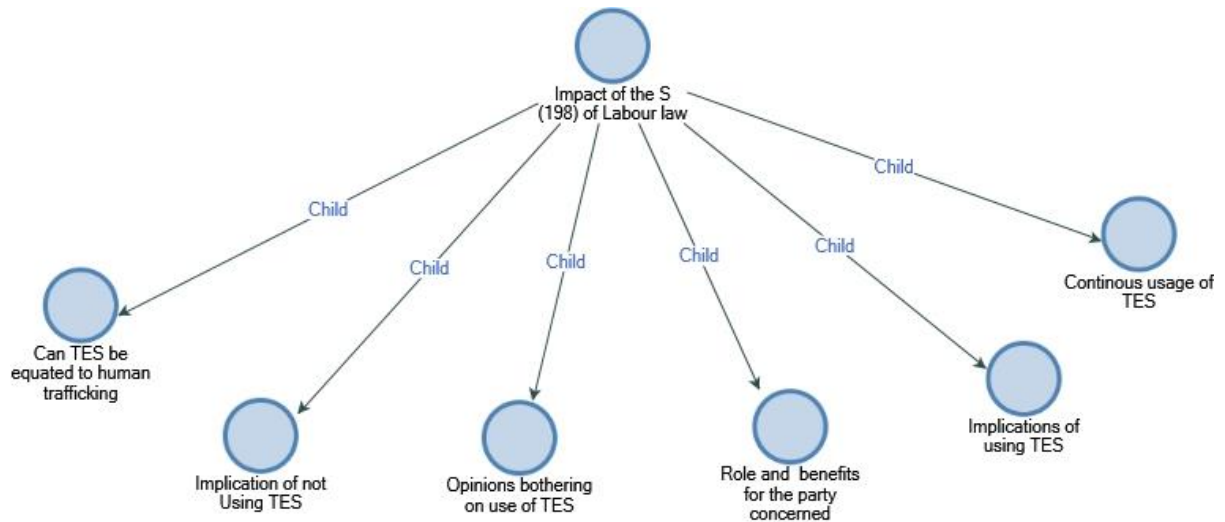 Impact of the S
(198) of Labour law
Child
Child
Child
Child
Child
Child
Can TES be
equated to human
trafficking
Implication of not
Using TES
Opinions bothering
on use of TES
Role and benefits
for the party
concerned
Implications of
using TES
Continous usage of
TES